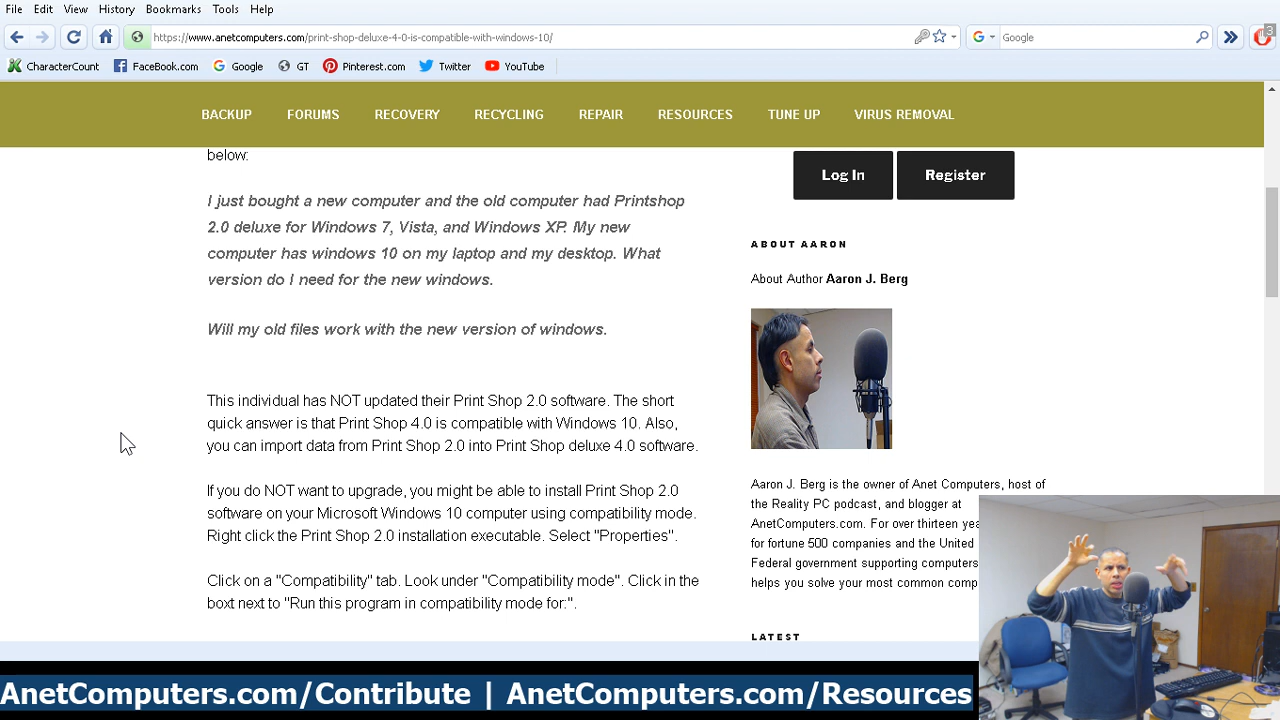 File Edit View History Bookmarks Tools Help
https://www.anetcomputers.com/print-shop-deluxe-4-0-is-compatible-with-windows-10/
Google
3
CharacterCount FaceBook.com Google GT Pinterest.com Twitter YouTube
BACKUP FORUMS RECOVERY RECYCLING REPAIR RESOURCES TUNE UP VIRUS REMOVAL
below:
I just bought a new computer and the old computer had Printshop
2.0 deluxe for Windows 7, Vista, and Windows XP. My new
computer has windows 10 on my laptop and my desktop. What
version do I need for the new windows.
Will my old files work with the new version of windows.
This individual has NOT updated their Print Shop 2.0 software. The short
quick answer is that Print Shop 4.0 is compatible with Windows 10. Also,
you can import data from Print Shop 2.0 into Print Shop deluxe 4.0 software.
If you do NOT want to upgrade, you might be able to install Print Shop 2.0
software on your Microsoft Windows 10 computer using compatibility mode.
Right click the Print Shop 2.0 installation executable. Select "Properties".
Click on a "Compatibility" tab. Look under "Compatibility mode". Click in the
boxt next to "Run this program in compatibility mode for:".
Log In Register
ABOUT AARON
About Author Aaron J. Berg
Aaron J. Berg is the owner of Anet Computers, host of
the Reality PC podcast, and blogger at
AnetComputers.com. For over thirteen
for fortune 500 companies and the United
Federal government supporting computers
helps you solve your most common
LATEST
AnetComputers.com/Contribute | AnetComputers.com/Resources